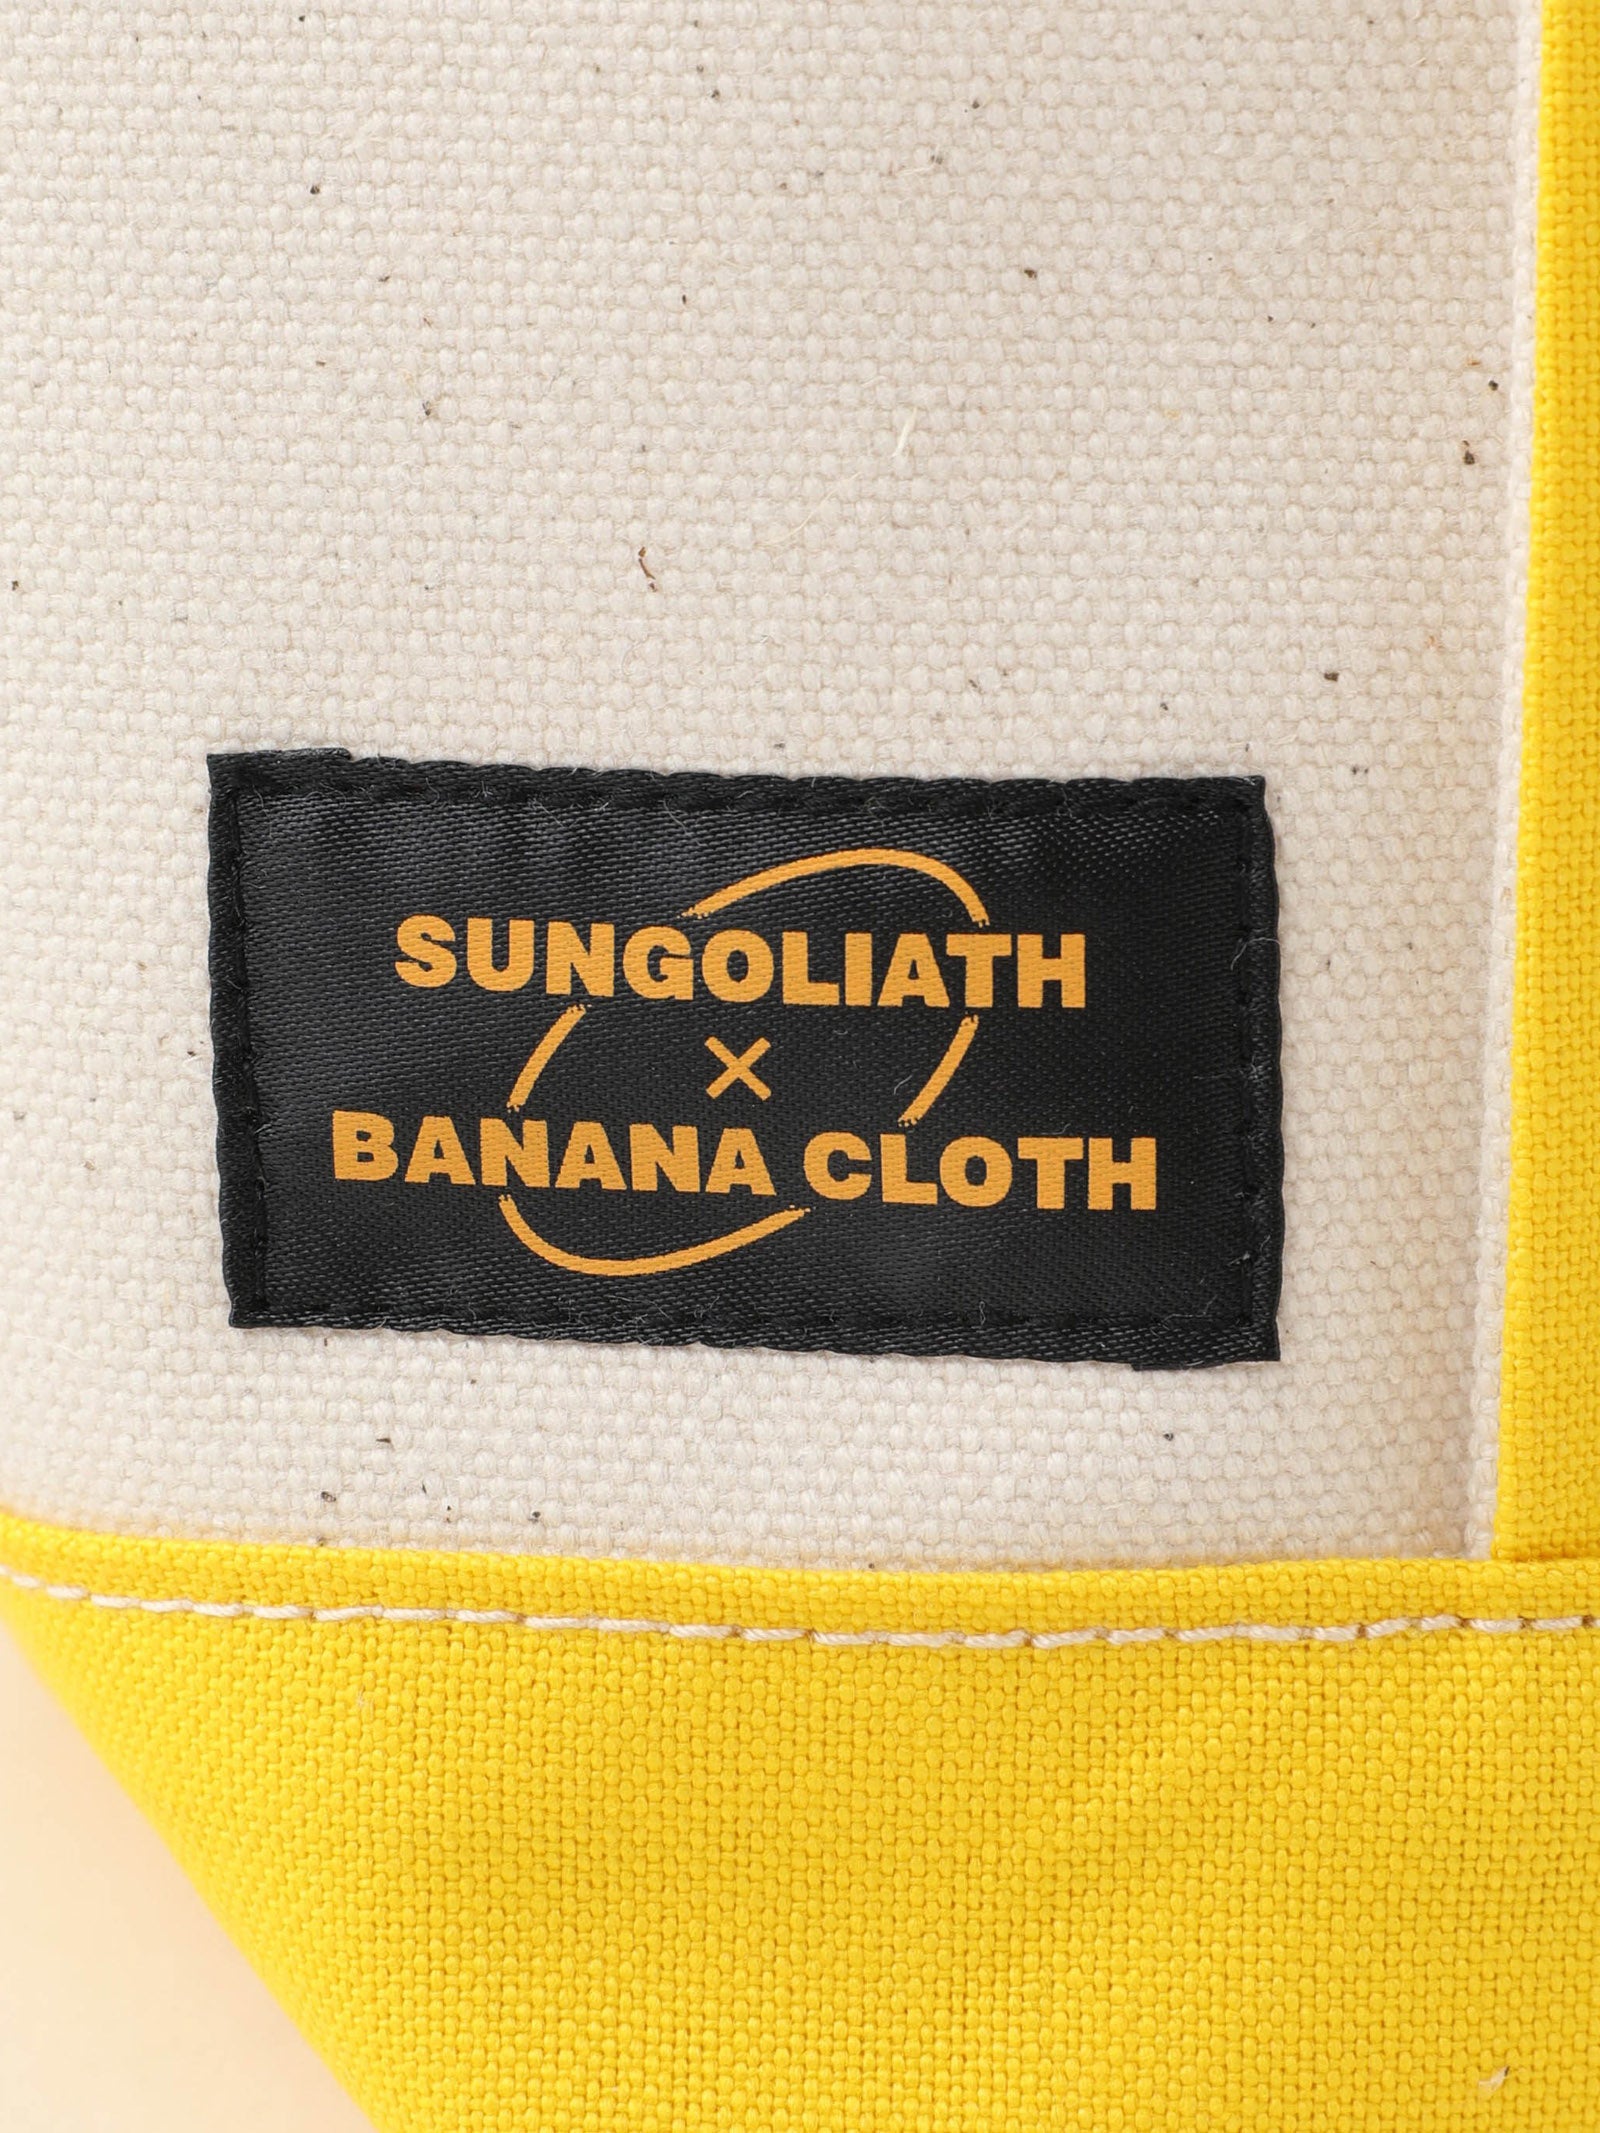 SUNGOLIATH
×
BANANA CLOTH